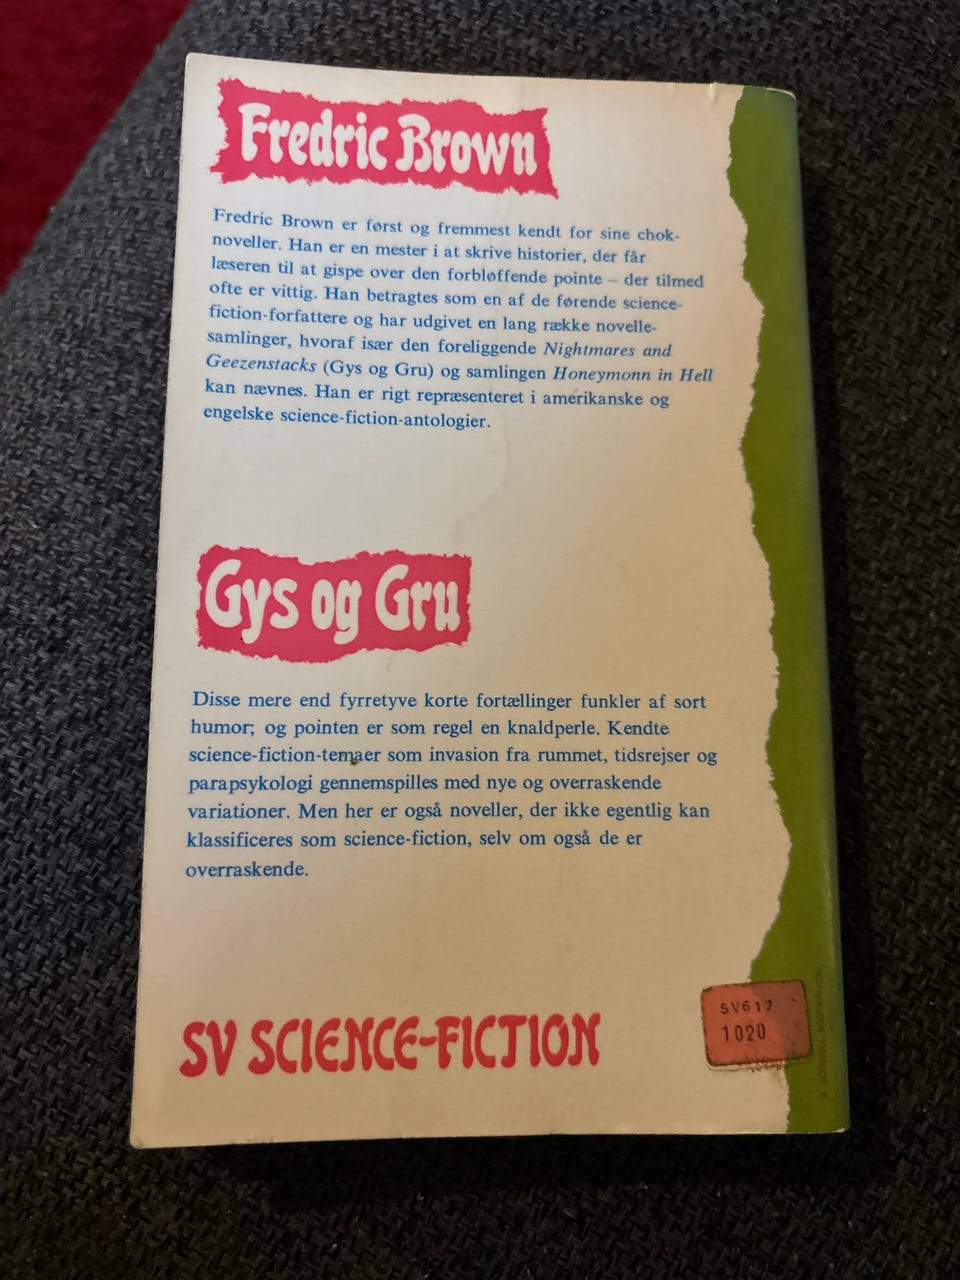 Fredric Brown
Fredric Brown er først og fremmest kendt for sine chok-
noveller. Han er en mester i at skrive historier, der får
læseren til at gispe over den forbløffende pointe – der tilmed
ofte er vittig. Han betragtes som en af de førende science-
fiction-forfattere og har udgivet en lang række novelle-
samlinger, hvoraf især den foreliggende Nightmares and
Geezenstacks (Gys og Gru) og samlingen Honeymonn in Hell
kan nævnes. Han er rigt repræsenteret i amerikanske og
engelske science-fiction-antologier.
Gys og Gru
Disse mere end fyrretyve korte fortællinger funkler af sort
humor; og pointen er som regel en knaldperle. Kendte
science-fiction-temaer som invasion fra rummet, tidsrejser og
parapsykologi gennemspilles med nye og overraskende
variationer. Men her er også noveller, der ikke egentlig kan
klassificeres som science-fiction, selv om også de er
overraskende.
SV SCIENCE-FICTION
SV617
1020